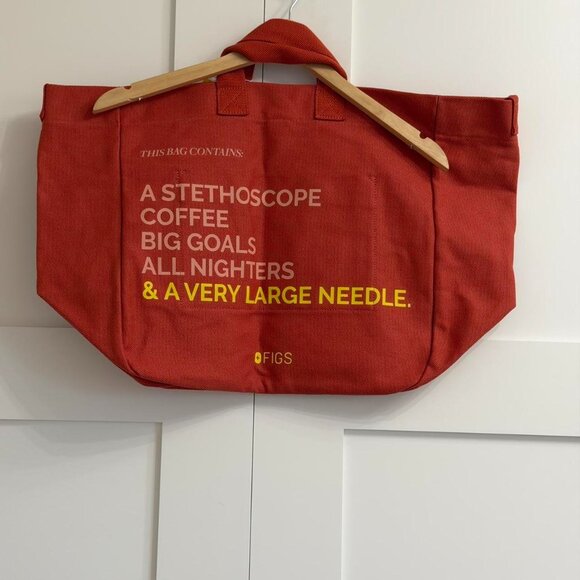 THIS BAG CONTAINS:
A STETHOSCOPE
COFFEE
BIG GOALS
ALL NIGHTERS
& A VERY LARGE NEEDLE.
FIGS